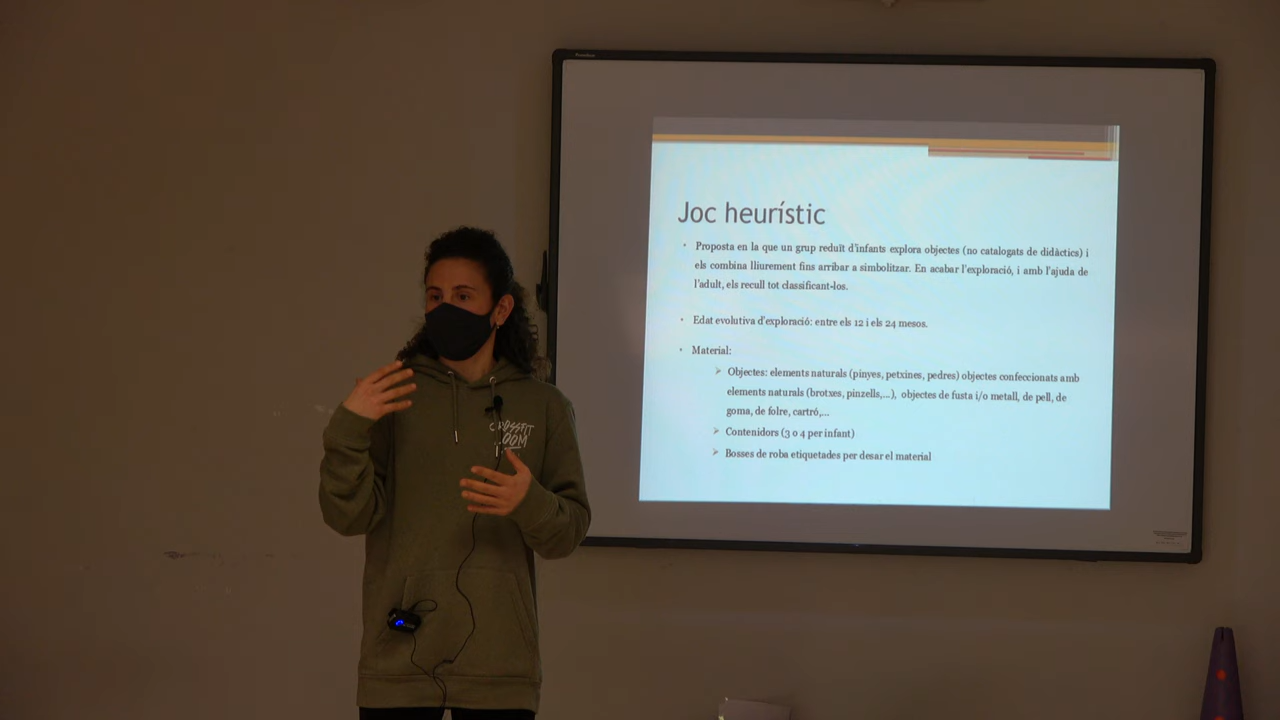 Joc heurístic
• Proposta en la que un grup reduït d'infants explora objectes (no catalogats de didàctics) i
els combina lliurement fins arribar a simbolitzar. En acabar l'exploració, i amb l'ajuda de
l'adult, els recull tot classificant-los.
• Edat evolutiva d'exploració: entre els 12 i els 24 mesos.
• Material:
➢ Objectes: elements naturals (pinyes, petxines, pedres) objectes confeccionats amb
elements naturals (brotxes, pinzells,...), objectes de fusta i/o metall, de pell, de
goma, de folre, cartró,...
➢ Contenidors (3 o 4 per infant)
➢ Bosses de roba etiquetades per desar el material
CROSSFIT